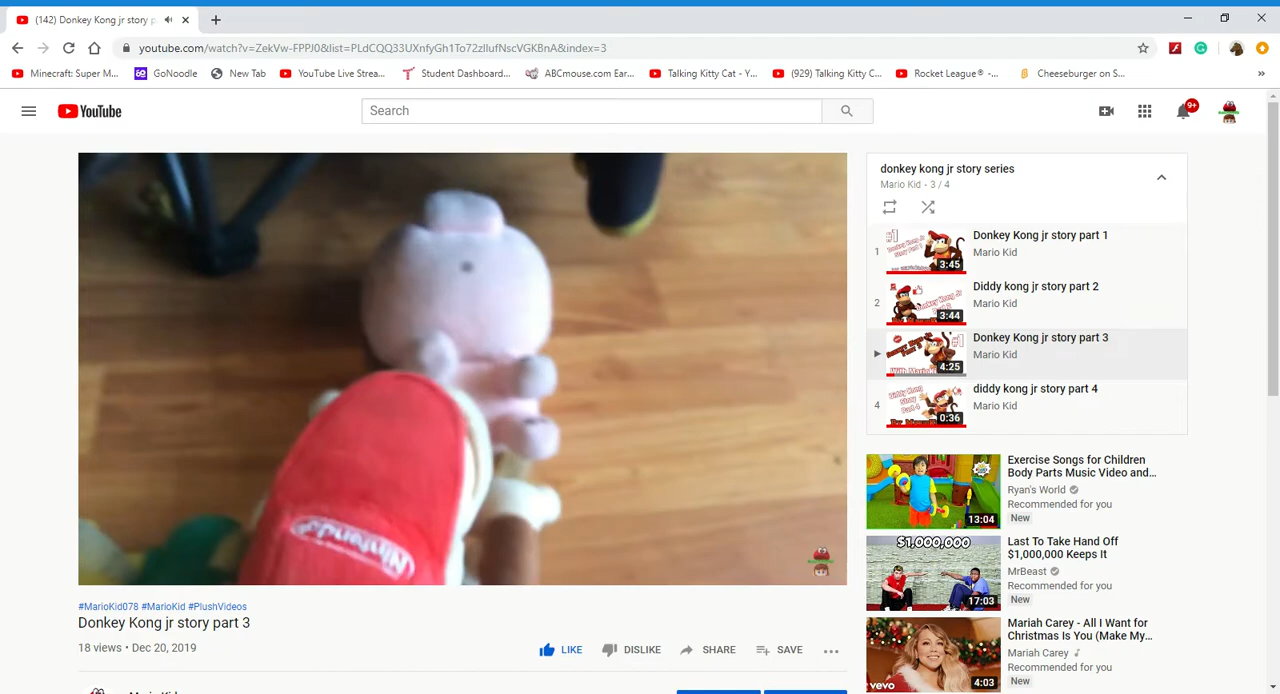 (142) Donkey Kong jr story p
youtube.com/watch?v=ZekVw-FPPJ0&list=PLdCQQ33UXnfyGh1To72zllufNscVGKBnA&index=3
Minecraft: Super M... GoNoodle New Tab YouTube Live Strea... Student Dashboard... ABCmouse.com Ear... Talking Kitty Cat - Y... (929) Talking Kitty C... Rocket League® -... Cheeseburger on S...
YouTube
Search
9+
Nintendo
#MarioKid078 #MarioKid #PlushVideos
Donkey Kong jr story part 3
18 views • Dec 20, 2019
LIKE DISLIKE SHARE SAVE
donkey kong jr story series
Mario Kid - 3 / 4
1
3:45
Donkey Kong jr story part 1
Mario Kid
2
3:44
Diddy kong jr story part 2
Mario Kid
4:25
Donkey Kong jr story part 3
Mario Kid
4
Diddy Kong
Story
Part 4
0:36
diddy kong jr story part 4
Mario Kid
13:04
Exercise Songs for Children
Body Parts Music Video and...
Ryan's World
Recommended for you
New
$1,000,000
17:03
Last To Take Hand Off
$1,000,000 Keeps It
MrBeast
Recommended for you
New
vevo
4:03
Mariah Carey - All I Want for
Christmas Is You (Make My...
Mariah Carey
Recommended for you
New